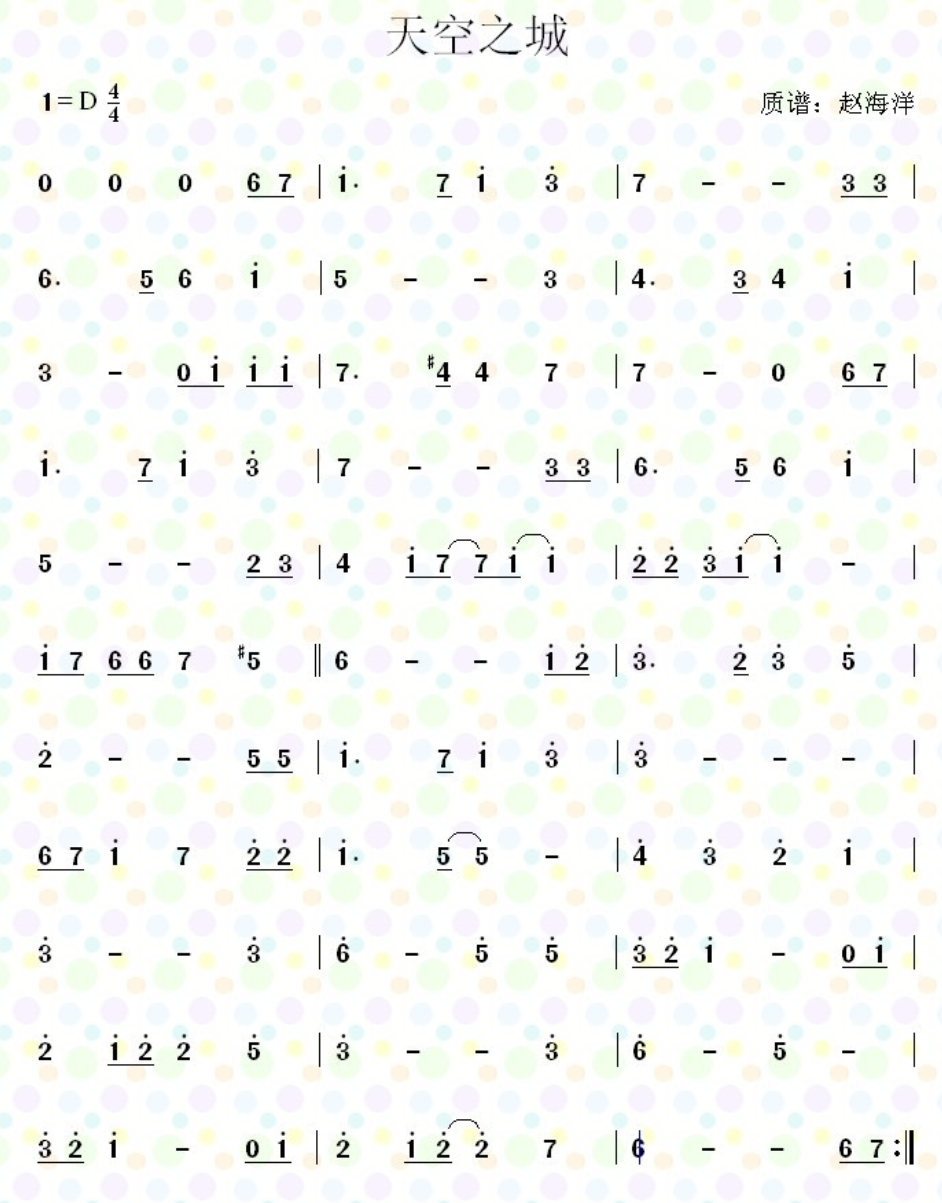 天空之城
1=D 4/4 质谱：赵海洋
0 0 0 6 7 | i· 7 i 3̇ | 7 - - 3 3 |
6· 5 6 i | 5 - - 3 | 4· 3 4 i |
3 - 0 i i i | 7· #4 4 7 | 7 - 0 6 7 |
i· 7 i 3̇ | 7 - - 3 3 | 6· 5 6 i |
5 - - 2 3 | 4 i 7 7 i i | 2̇ 2̇ 3̇ i i - |
i 7 6 6 7 #5 ‖ 6 - - i 2̇ | 3̇· 2̇ 3̇ 5̇ |
2̇ - - 5 5 | i· 7 i 3̇ | 3̇ - - - |
6 7 i 7 2̇ 2̇ | i· 5 5 - | 4̇ 3̇ 2̇ i |
3̇ - - 3̇ | 6̇ - 5̇ 5̇ | 3̇ 2̇ i - 0 i |
2̇ i 2̇ 2̇ 5̇ | 3̇ - - 3̇ | 6̇ - 5̇ - |
3̇ 2̇ i - 0 i | 2̇ i 2̇ 2̇ 7 | 6 - - 6 7 :‖